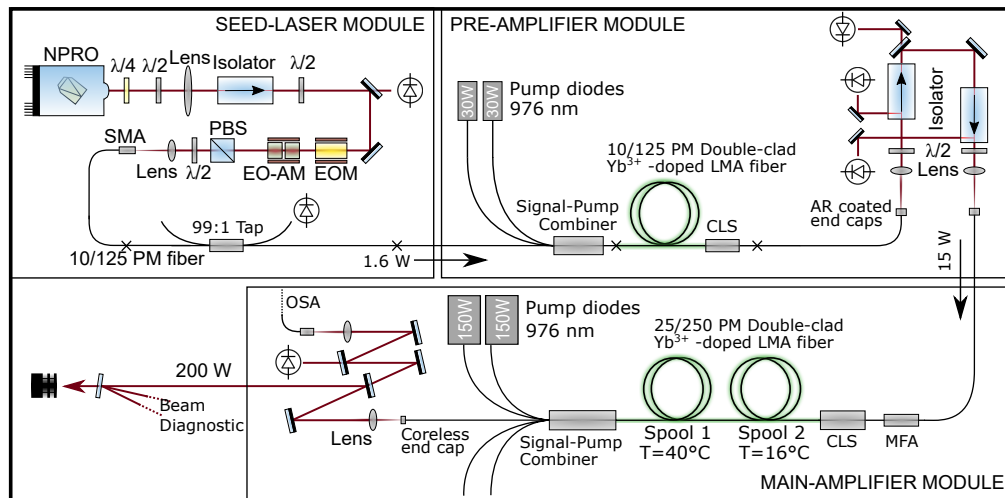 SEED-LASER MODULE
NPRO
λ/4
λ/2
Lens
Isolator
λ/2
SMA
Lens
λ/2
PBS
EO-AM
EOM
99:1 Tap
10/125 PM fiber
1.6 W
PRE-AMPLIFIER MODULE
30W
30W
Pump diodes
976 nm
10/125 PM Double-clad
Yb³⁺ -doped LMA fiber
Signal-Pump
Combiner
CLS
Isolator
λ/2
Lens
AR coated
end caps
15 W
OSA
150W
150W
Pump diodes
976 nm
25/250 PM Double-clad
Yb³⁺ -doped LMA fiber
200 W
Beam
Diagnostic
Lens
Coreless
end cap
Signal-Pump
Combiner
Spool 1
T=40°C
Spool 2
T=16°C
CLS
MFA
MAIN-AMPLIFIER MODULE